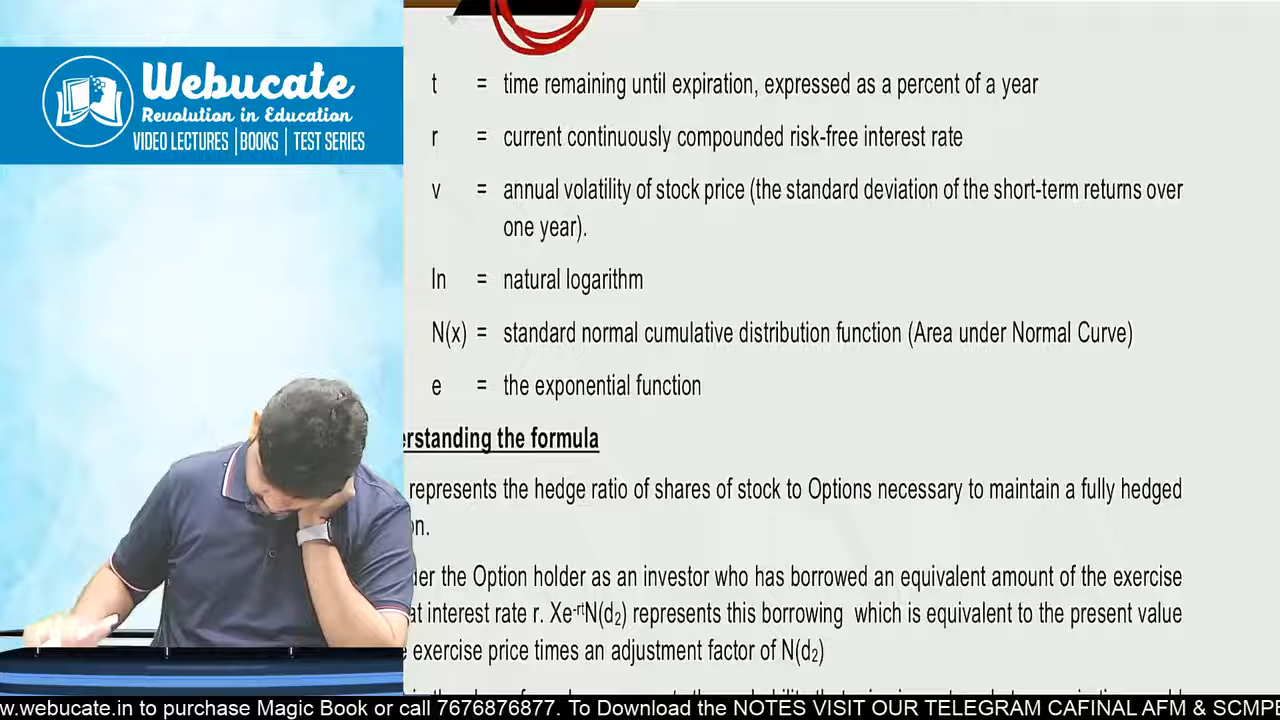 Webucate
Revolution in Education
VIDEO LECTURES | BOOKS | TEST SERIES
t = time remaining until expiration, expressed as a percent of a year
r = current continuously compounded risk-free interest rate
v = annual volatility of stock price (the standard deviation of the short-term returns over
one year).
ln = natural logarithm
N(x) = standard normal cumulative distribution function (Area under Normal Curve)
e = the exponential function
erstanding the formula
represents the hedge ratio of shares of stock to Options necessary to maintain a fully hedged
on.
der the Option holder as an investor who has borrowed an equivalent amount of the exercise
at interest rate r. Xe-rtN(d2) represents this borrowing which is equivalent to the present value
exercise price times an adjustment factor of N(d2)
w.webucate.in to purchase Magic Book or call 7676876877. To Download the NOTES VISIT OUR TELEGRAM CAFINAL AFM & SCMPE